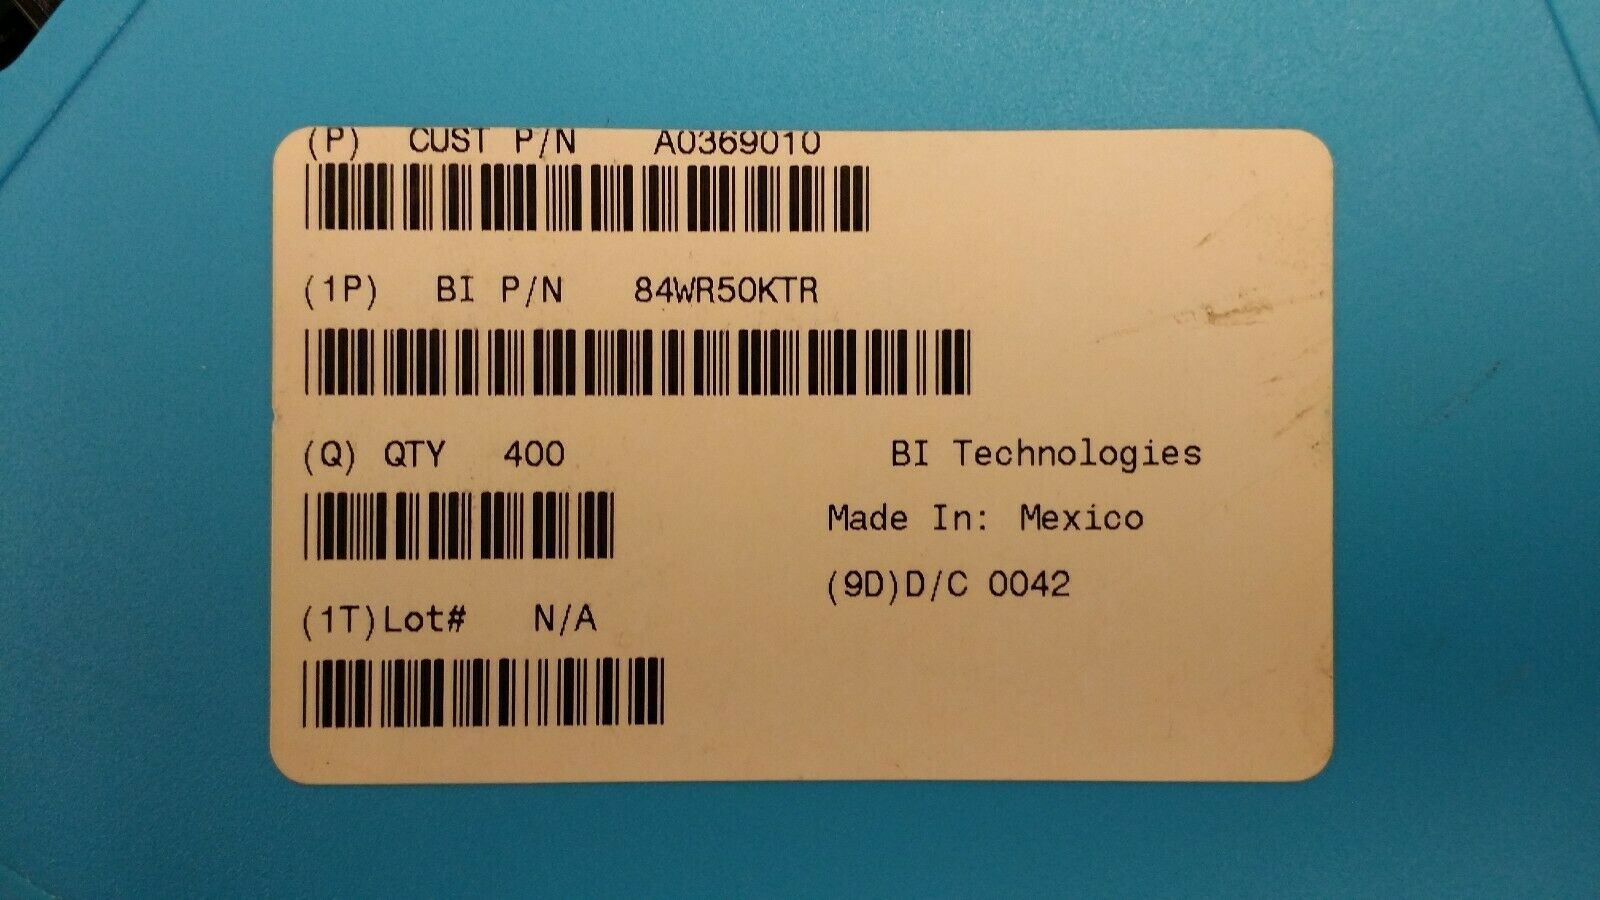 (P) CUST P/N A0369010
(1P) BI P/N 84WR50KTR
(Q) QTY 400
BI Technologies
Made In: Mexico
(9D)D/C 0042
(1T)Lot# N/A